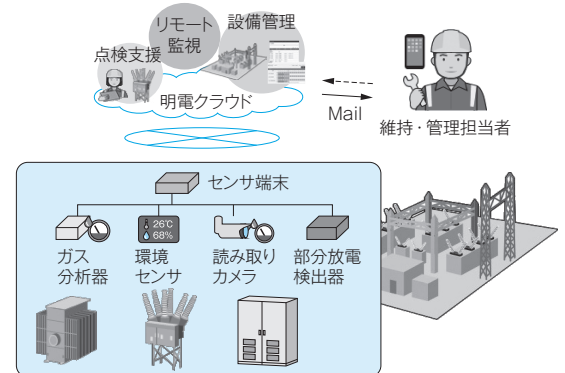 リモート
監視
設備管理
点検支援
明電クラウド
Mail
維持・管理担当者
センサ端末
26℃
68%
ガス
分析器
環境
センサ
読み取り
カメラ
部分放電
検出器